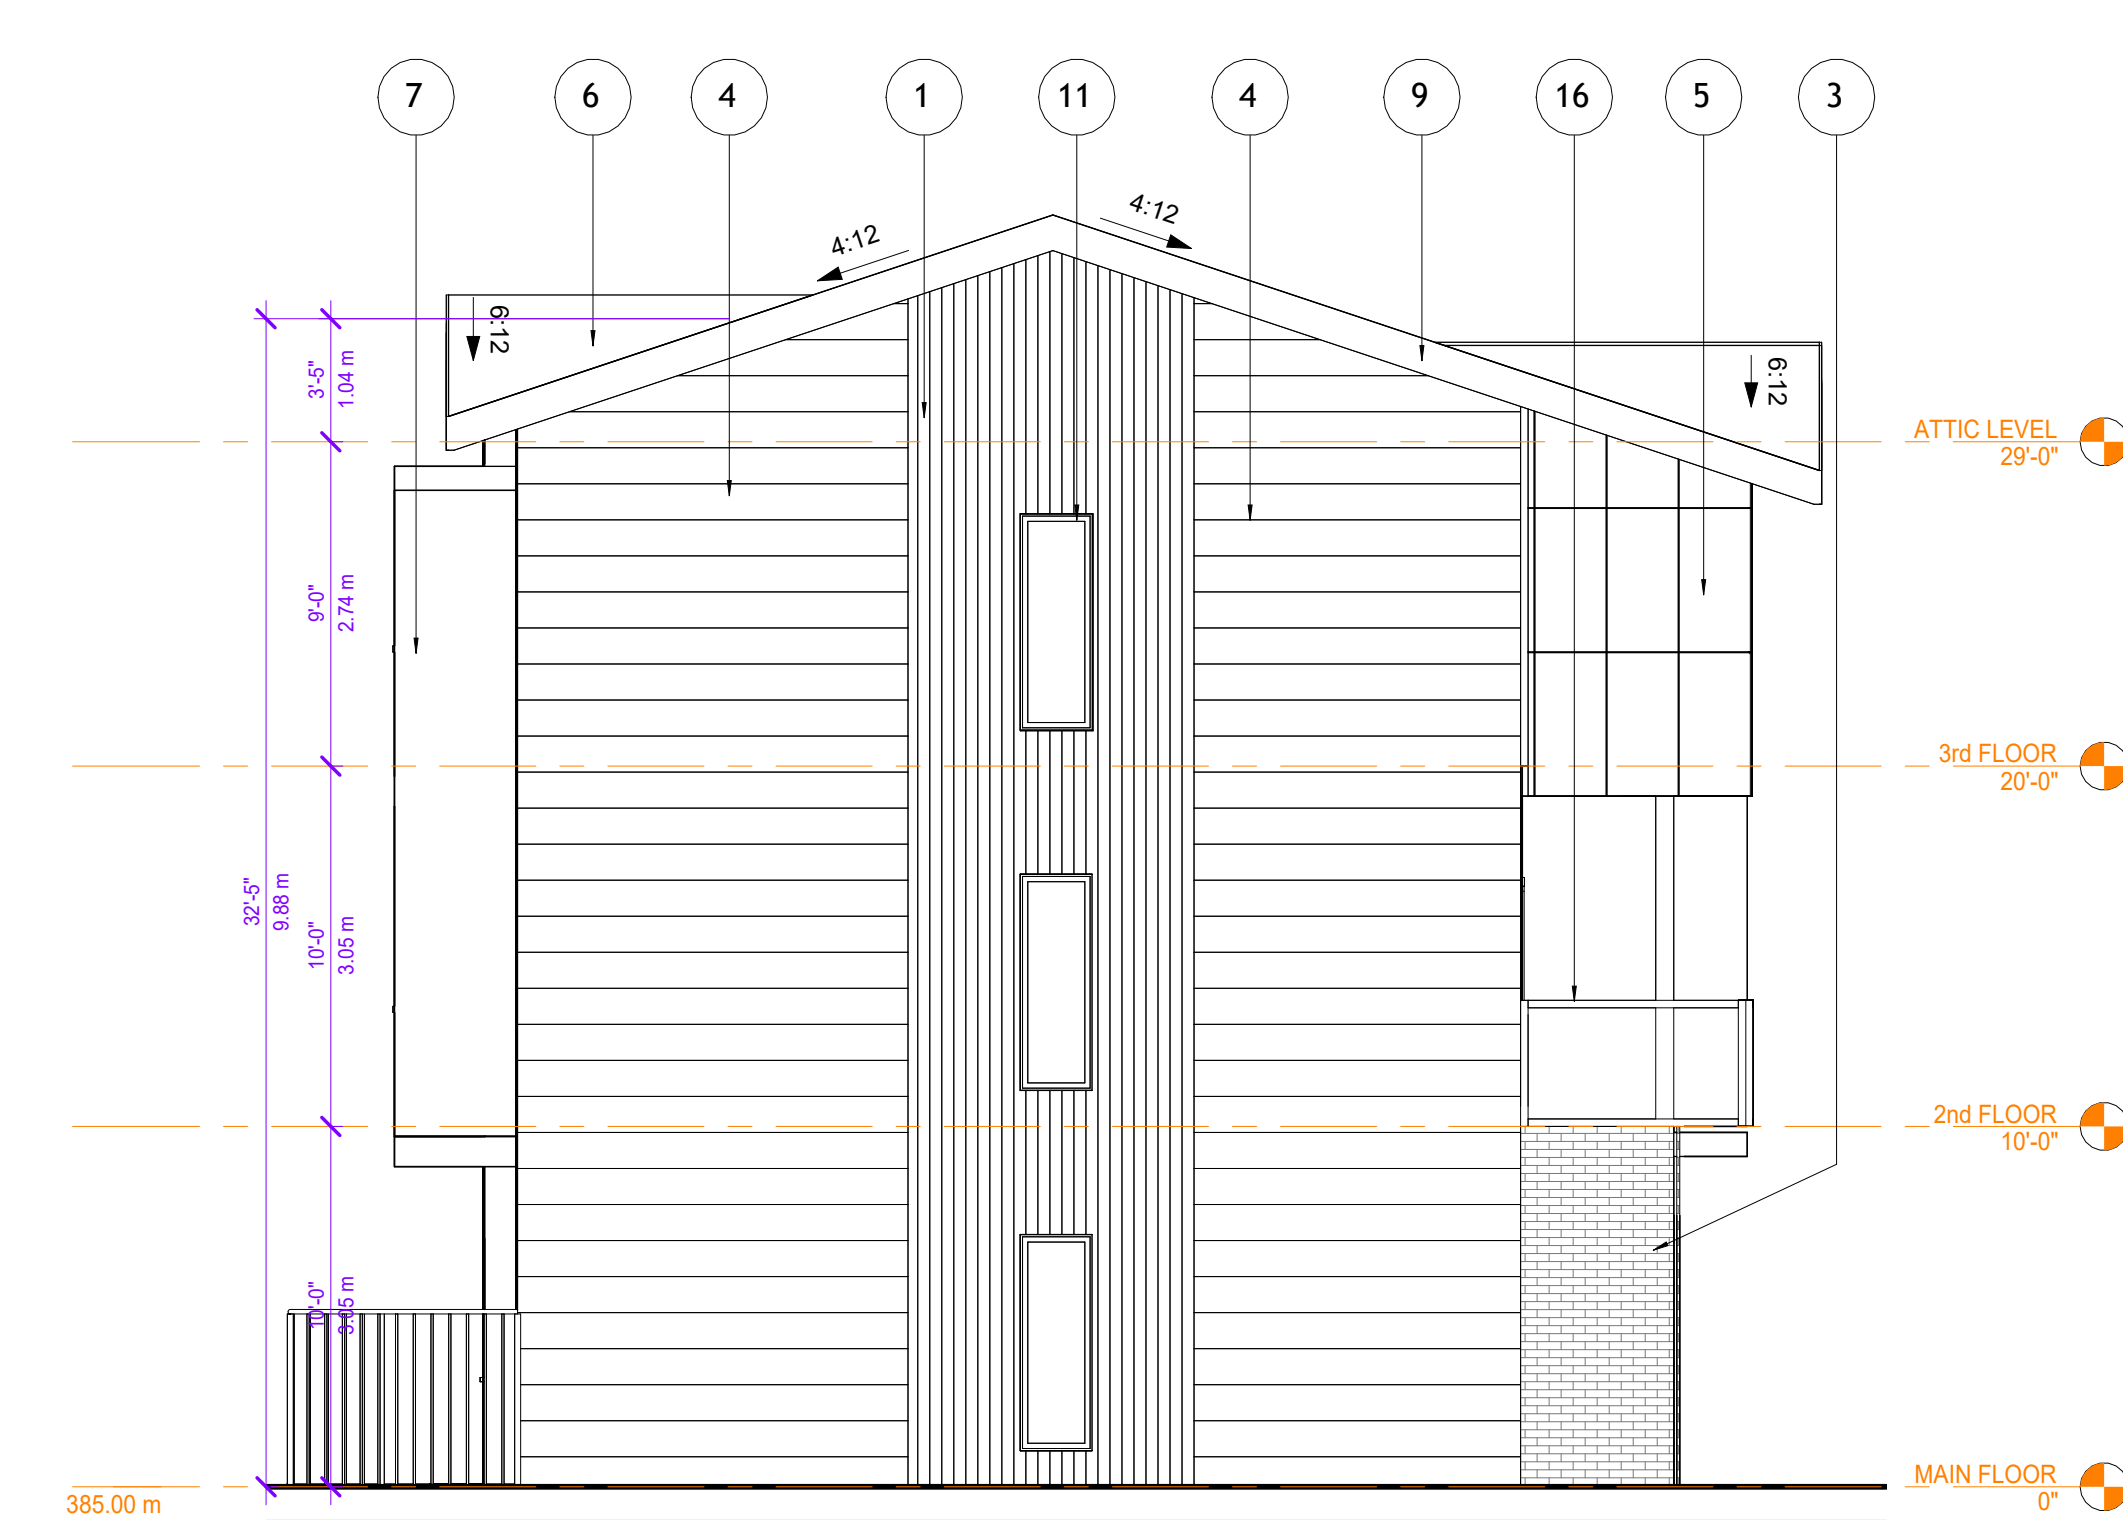 7
6
4
1
11
4
9
16
5
3
4:12
4:12
6:12
6:12
3'-5"
1.04 m
ATTIC LEVEL
29'-0"
9'-0"
2.74 m
3rd FLOOR
20'-0"
32'-5"
9.88 m
10'-0"
3.05 m
2nd FLOOR
10'-0"
10'-0"
3.05 m
MAIN FLOOR
0"
385.00 m